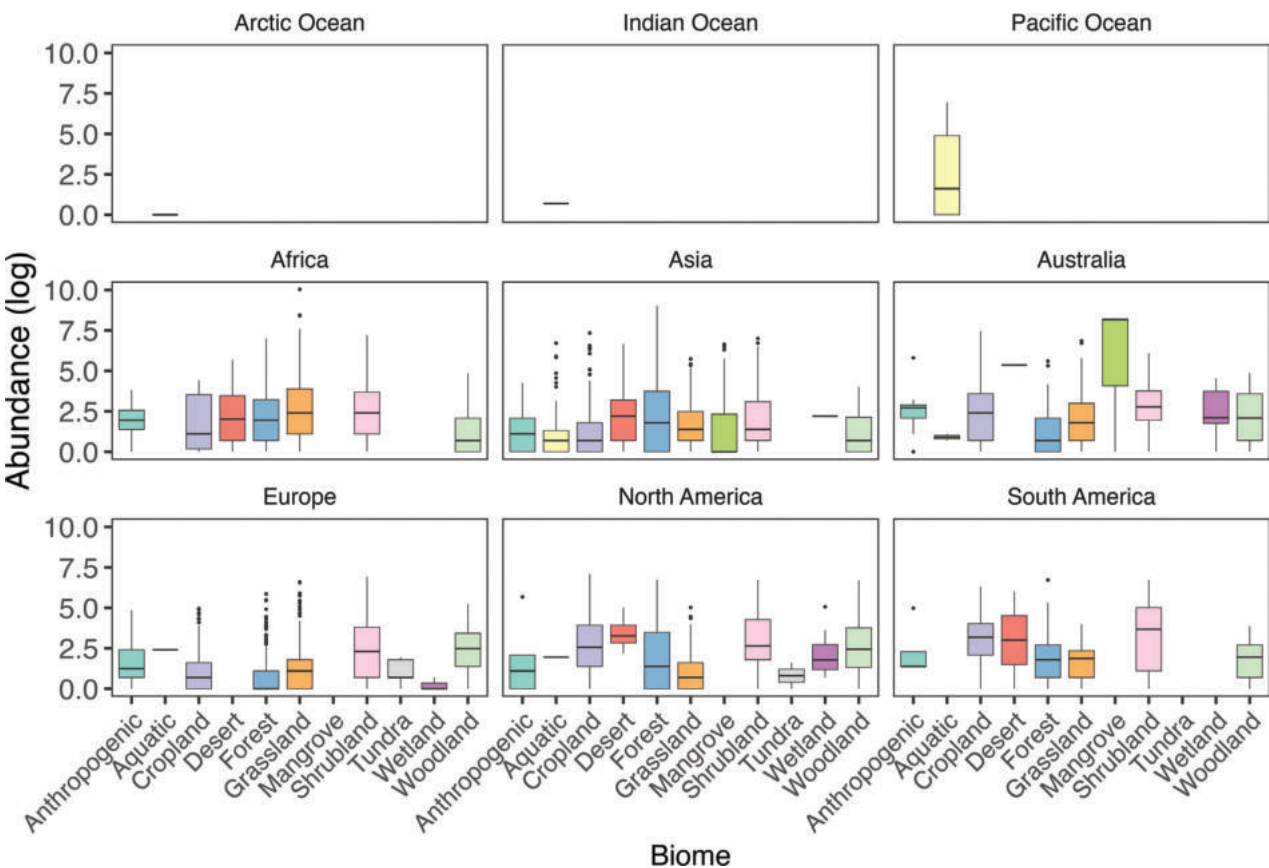 Arctic Ocean
Indian Ocean
Pacific Ocean
10.0
7.5
5.0
2.5
0.0
Africa
Asia
Australia
10.0
7.5
5.0
2.5
0.0
Europe
North America
South America
10.0
7.5
5.0
2.5
0.0
Abundance (log)
Anthropogenic
Aquatic
Cropland
Desert
Forest
Grassland
Mangrove
Shrubland
Tundra
Wetland
Woodland
Anthropogenic
Aquatic
Cropland
Desert
Forest
Grassland
Mangrove
Shrubland
Tundra
Wetland
Woodland
Anthropogenic
Aquatic
Cropland
Desert
Forest
Grassland
Mangrove
Shrubland
Tundra
Wetland
Woodland
Biome